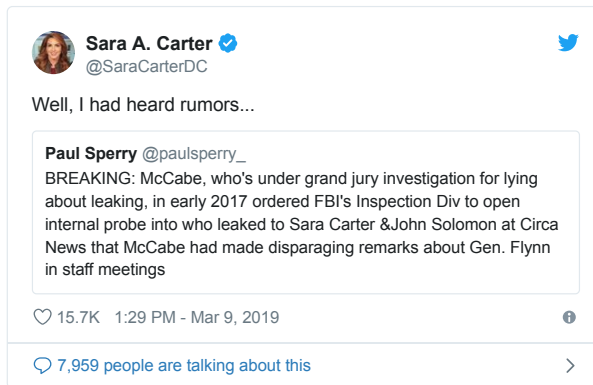 Sara A. Carter
@SaraCarterDC
Well, I had heard rumors...
Paul Sperry @paulsperry_
BREAKING: McCabe, who's under grand jury investigation for lying
about leaking, in early 2017 ordered FBI's Inspection Div to open
internal probe into who leaked to Sara Carter &John Solomon at Circa
News that McCabe had made disparaging remarks about Gen. Flynn
in staff meetings
15.7K 1:29 PM - Mar 9, 2019
7,959 people are talking about this